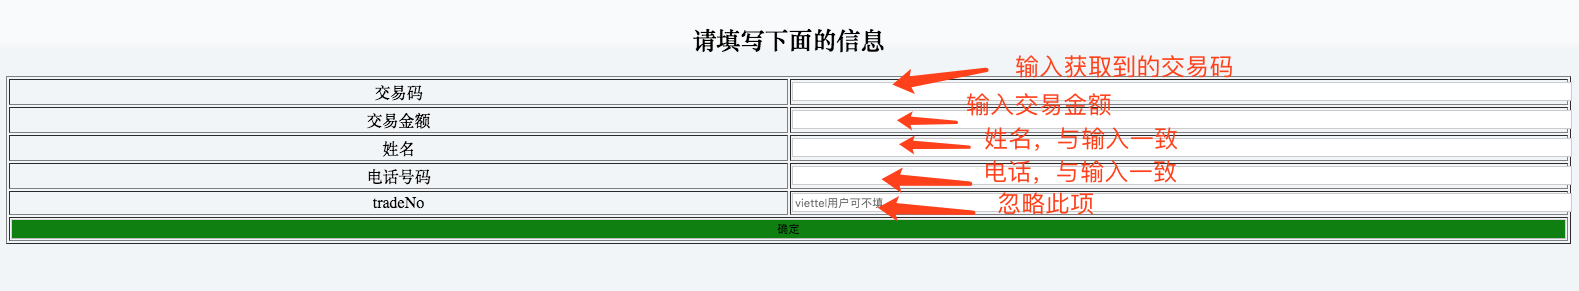 请填写下面的信息
交易码
输入获取到的交易码
交易金额
输入交易金额
姓名
姓名，与输入一致
电话号码
电话，与输入一致
tradeNo
viettel用户可不填
忽略此项
确定